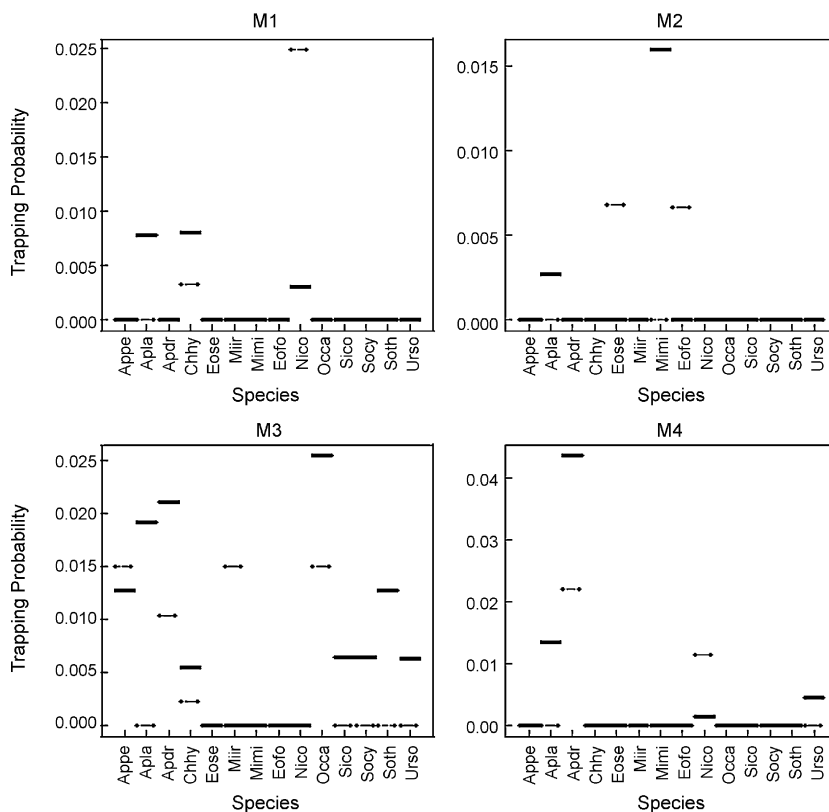 M1
Trapping Probability
0.025
0.020
0.015
0.010
0.005
0.000
Appe Apla Apdr Chhy Eose Miir Mimi Eofo Nico Occa Sico Socy Soth Urso
Species
M2
0.015
0.010
0.005
0.000
Appe Apla Apdr Chhy Eose Miir Mimi Eofo Nico Occa Sico Socy Soth Urso
Species
M3
Trapping Probability
0.025
0.020
0.015
0.010
0.005
0.000
Appe Apla Apdr Chhy Eose Miir Mimi Eofo Nico Occa Sico Socy Soth Urso
Species
M4
0.04
0.03
0.02
0.01
0.00
Appe Apla Apdr Chhy Eose Miir Mimi Eofo Nico Occa Sico Socy Soth Urso
Species